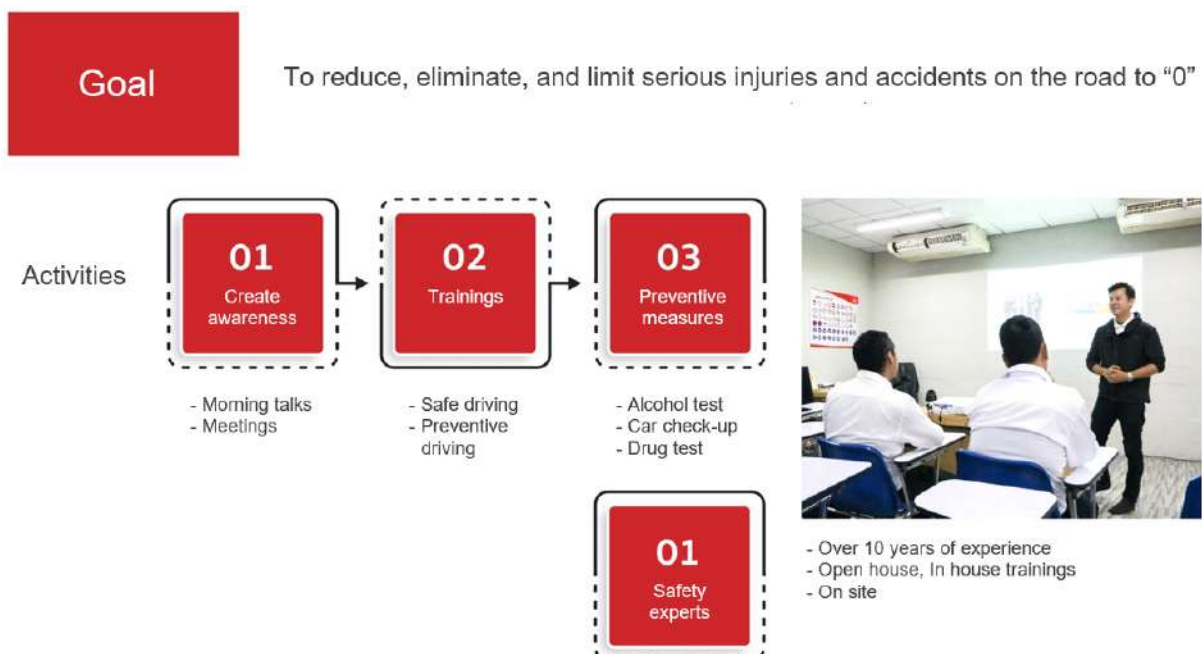 Goal
To reduce, eliminate, and limit serious injuries and accidents on the road to “0”
Activities
01
Create
awareness
02
Trainings
03
Preventive
measures
- Morning talks
- Meetings
- Safe driving
- Preventive
driving
- Alcohol test
- Car check-up
- Drug test
01
Safety
experts
- Over 10 years of experience
- Open house, In house trainings
- On site